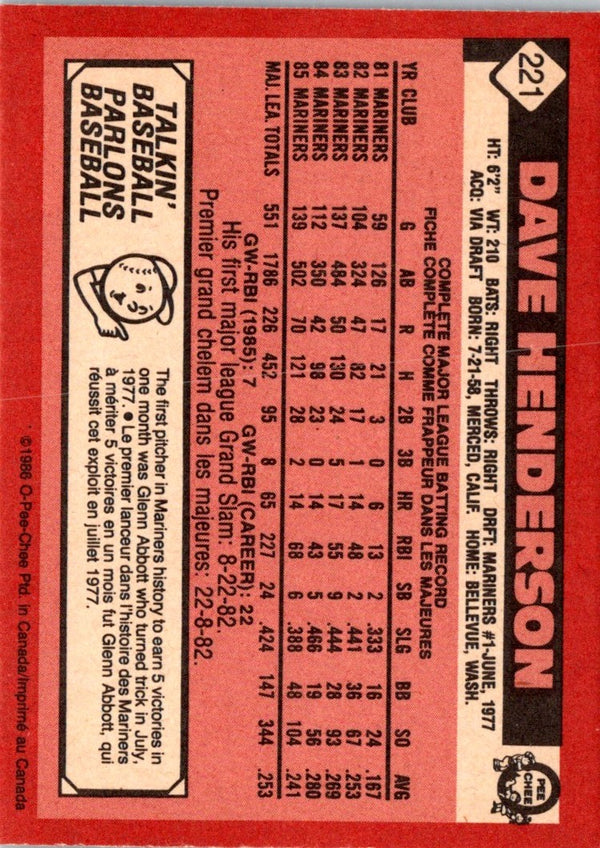 221
DAVE HENDERSON
O PEE CHEE
HT: 6'2" WT: 210 BATS: RIGHT THROWS: RIGHT DRFT: MARINERS #1-JUNE, 1977
ACQ: VIA DRAFT BORN: 7-21-58, MERCED, CALIF. HOME: BELLEVUE, WASH.
COMPLETE MAJOR LEAGUE BATTING RECORD
FICHE COMPLÈTE COMME FRAPPEUR DANS LES MAJEURES
YR CLUB G AB R H 2B 3B HR RBI SB SLG BB SO AVG
81 MARINERS 59 126 17 21 3 0 6 13 2 .333 16 24 .167
82 MARINERS 104 324 47 82 17 1 14 48 2 .441 36 67 .253
83 MARINERS 137 484 50 130 24 5 17 55 9 .444 28 93 .269
84 MARINERS 112 350 42 98 23 0 14 43 5 .466 19 56 .280
85 MARINERS 139 502 70 121 28 2 14 68 6 .388 48 104 .241
MAJ. LEA. TOTALS 551 1786 226 452 95 8 65 227 24 .424 147 344 .253
GW-RBI (1985): 7 GW-RBI (CAREER): 22
His first major league Grand Slam: 8-22-82.
Premier grand chelem dans les majeures: 22-8-82.
TALKIN'
BASEBALL
PARLONS
BASEBALL
The first pitcher in Mariners history to earn 5 victories in
one month was Glenn Abbott who turned trick in July,
1977. • Le premier lanceur dans l'histoire des Mariners
à mériter 5 victoires en un mois fut Glenn Abbott, qui
réussit cet exploit en juillet 1977.
©1986 O-Pee-Chee Ptd. in Canada/Imprimé au Canada